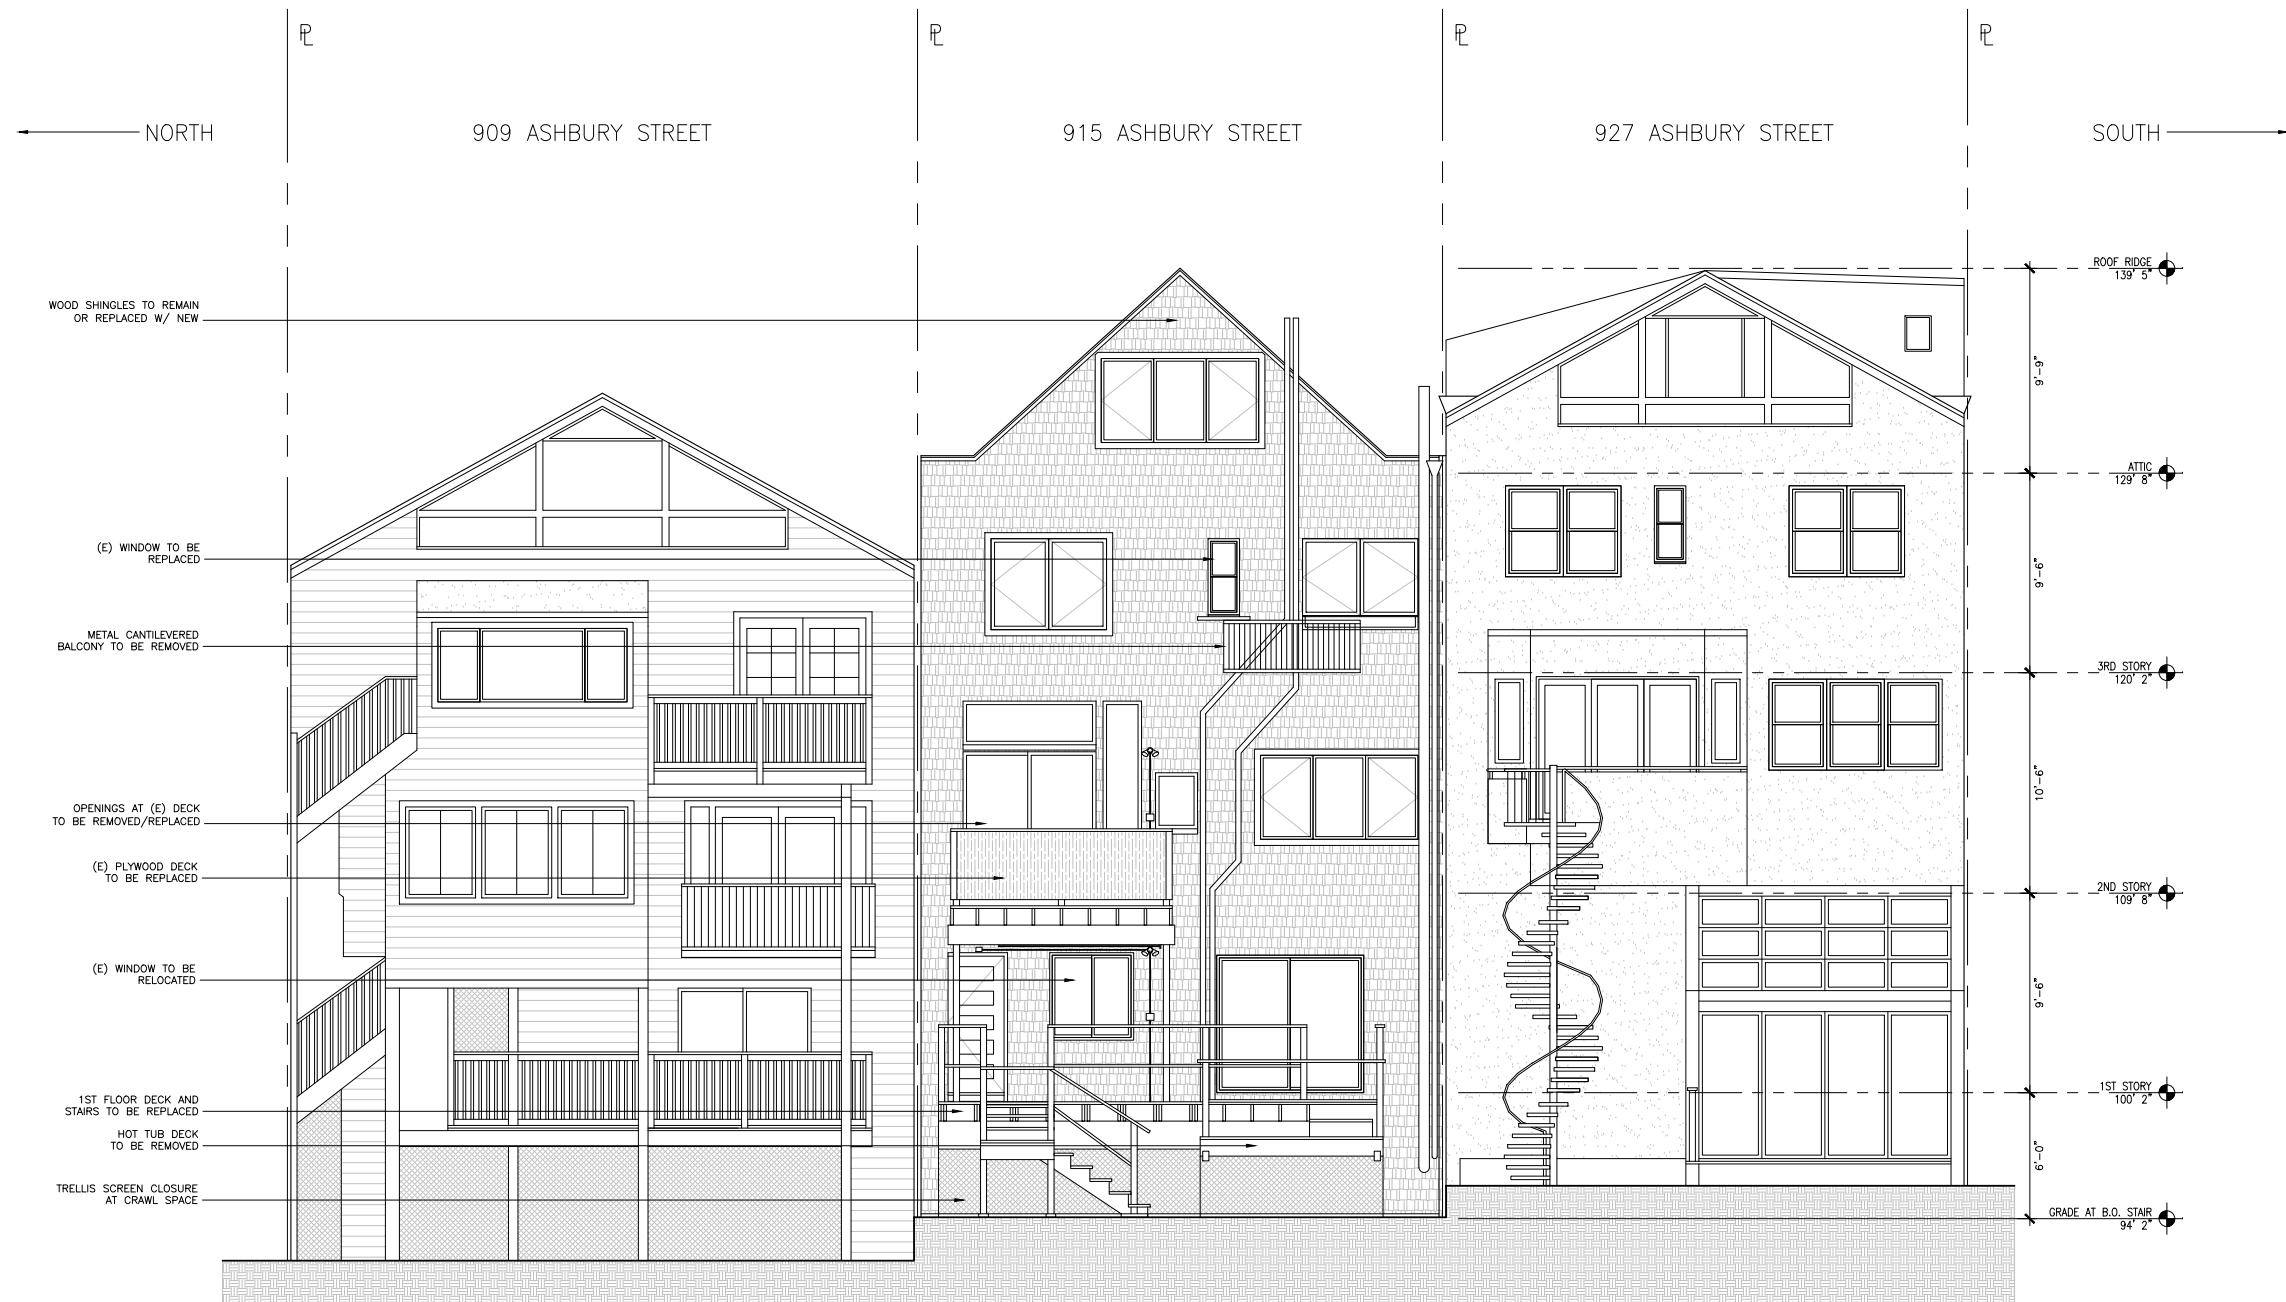 PL PL PL PL
NORTH 909 ASHBURY STREET 915 ASHBURY STREET 927 ASHBURY STREET SOUTH
ROOF RIDGE
139' 5"
WOOD SHINGLES TO REMAIN
OR REPLACED W/ NEW
9'-9"
ATTIC
129' 8"
(E) WINDOW TO BE
REPLACED
9'-6"
METAL CANTILEVERED
BALCONY TO BE REMOVED
3RD STORY
120' 2"
10'-6"
OPENINGS AT (E) DECK
TO BE REMOVED/REPLACED
(E) PLYWOOD DECK
TO BE REPLACED
2ND STORY
109' 8"
(E) WINDOW TO BE
RELOCATED
9'-6"
1ST STORY
100' 2"
1ST FLOOR DECK AND
STAIRS TO BE REPLACED
HOT TUB DECK
TO BE REMOVED
6'-0"
TRELLIS SCREEN CLOSURE
AT CRAWL SPACE
GRADE AT B.O. STAIR
94' 2"